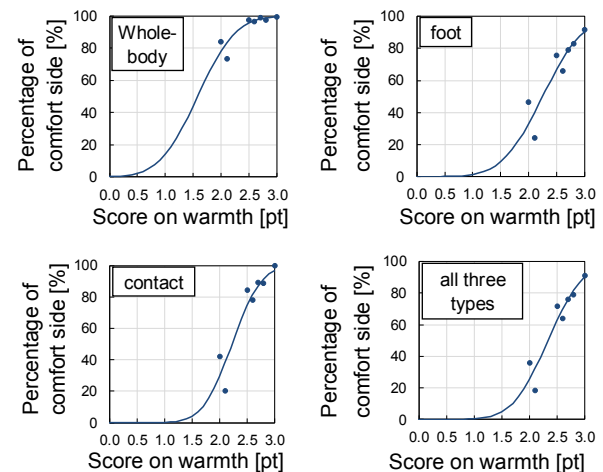 Percentage of
comfort side [%]
100
80
60
40
20
0
Whole-
body
0.0 0.5 1.0 1.5 2.0 2.5 3.0
Score on warmth [pt]
Percentage of
comfort side [%]
100
80
60
40
20
0
foot
0.0 0.5 1.0 1.5 2.0 2.5 3.0
Score on warmth [pt]
Percentage of
comfort side [%]
100
80
60
40
20
0
contact
0.0 0.5 1.0 1.5 2.0 2.5 3.0
Score on warmth [pt]
Percentage of
comfort side [%]
100
80
60
40
20
0
all three
types
0.0 0.5 1.0 1.5 2.0 2.5 3.0
Score on warmth [pt]